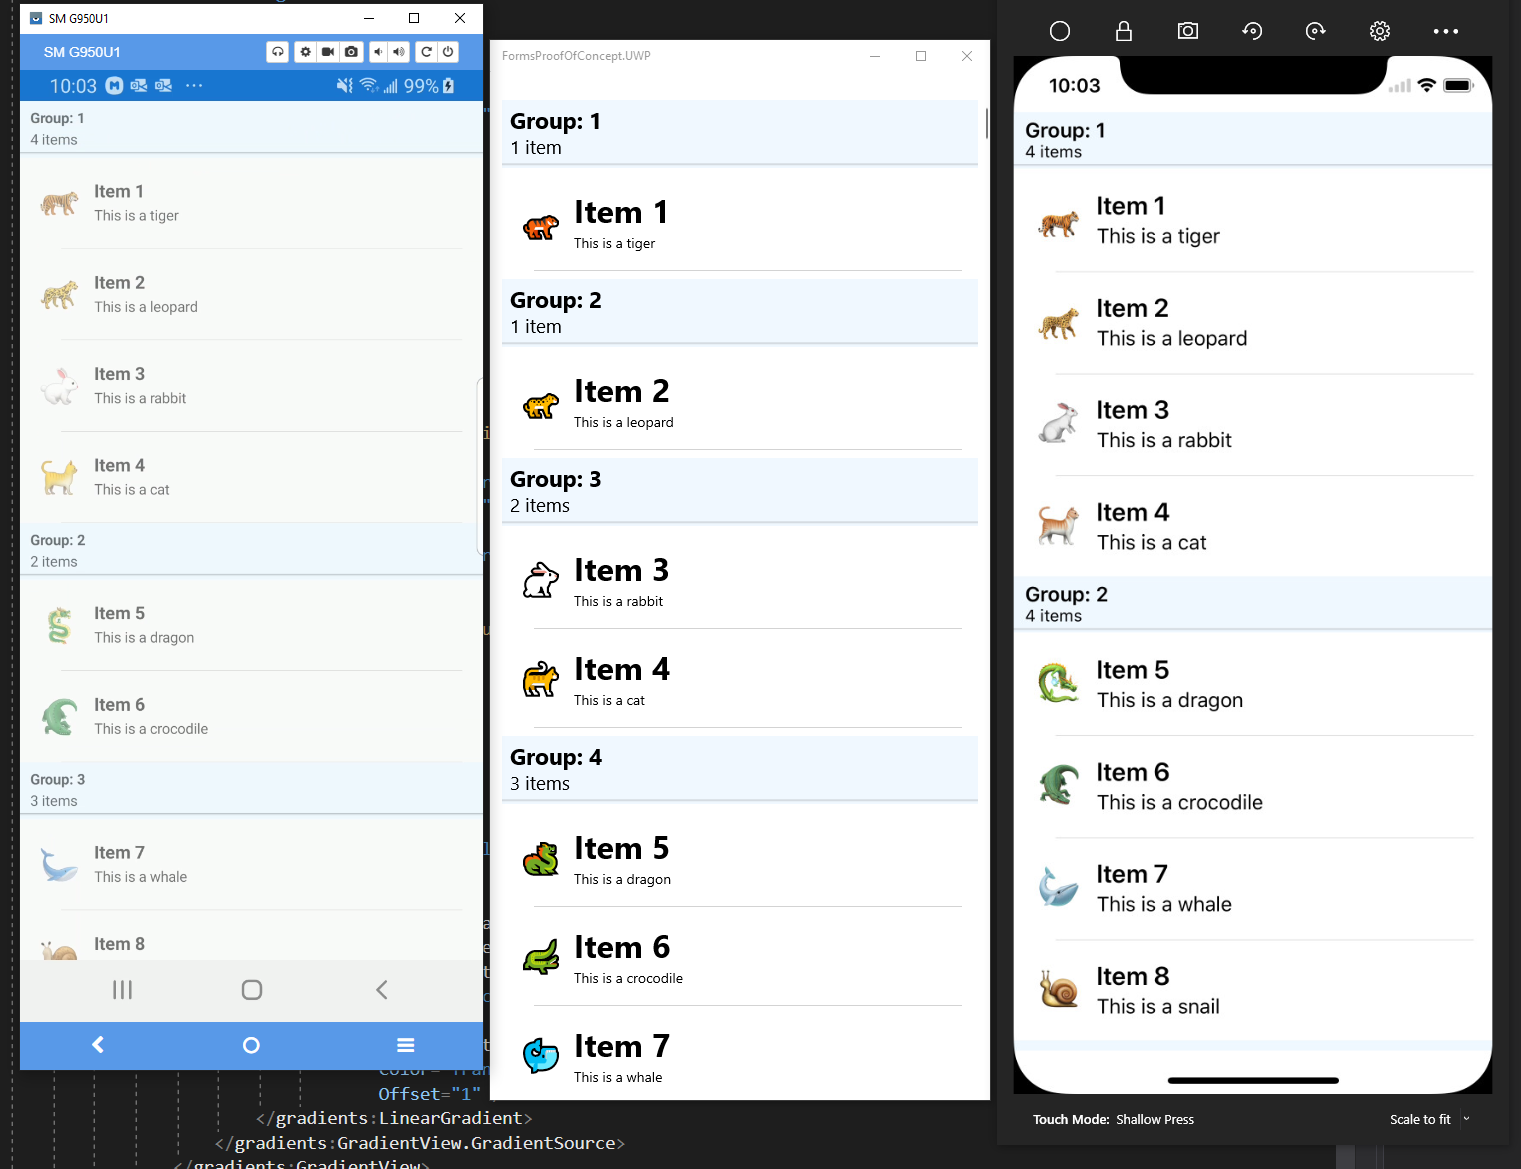 SM G950U1
SM G950U1
10:03
99%
Group: 1
4 items
Item 1
This is a tiger
Item 2
This is a leopard
Item 3
This is a rabbit
Item 4
This is a cat
Group: 2
2 items
Item 5
This is a dragon
Item 6
This is a crocodile
Group: 3
3 items
Item 7
This is a whale
Item 8
FormsProofOfConcept.UWP
Group: 1
1 item
Item 1
This is a tiger
Group: 2
1 item
Item 2
This is a leopard
Group: 3
2 items
Item 3
This is a rabbit
Item 4
This is a cat
Group: 4
3 items
Item 5
This is a dragon
Item 6
This is a crocodile
Item 7
This is a whale
10:03
Group: 1
4 items
Item 1
This is a tiger
Item 2
This is a leopard
Item 3
This is a rabbit
Item 4
This is a cat
Group: 2
4 items
Item 5
This is a dragon
Item 6
This is a crocodile
Item 7
This is a whale
Item 8
This is a snail
Touch Mode: Shallow Press
Scale to fit
Offset="1"
</gradients:LinearGradient>
</gradients:GradientView.GradientSource>
</gradients:GradientView>